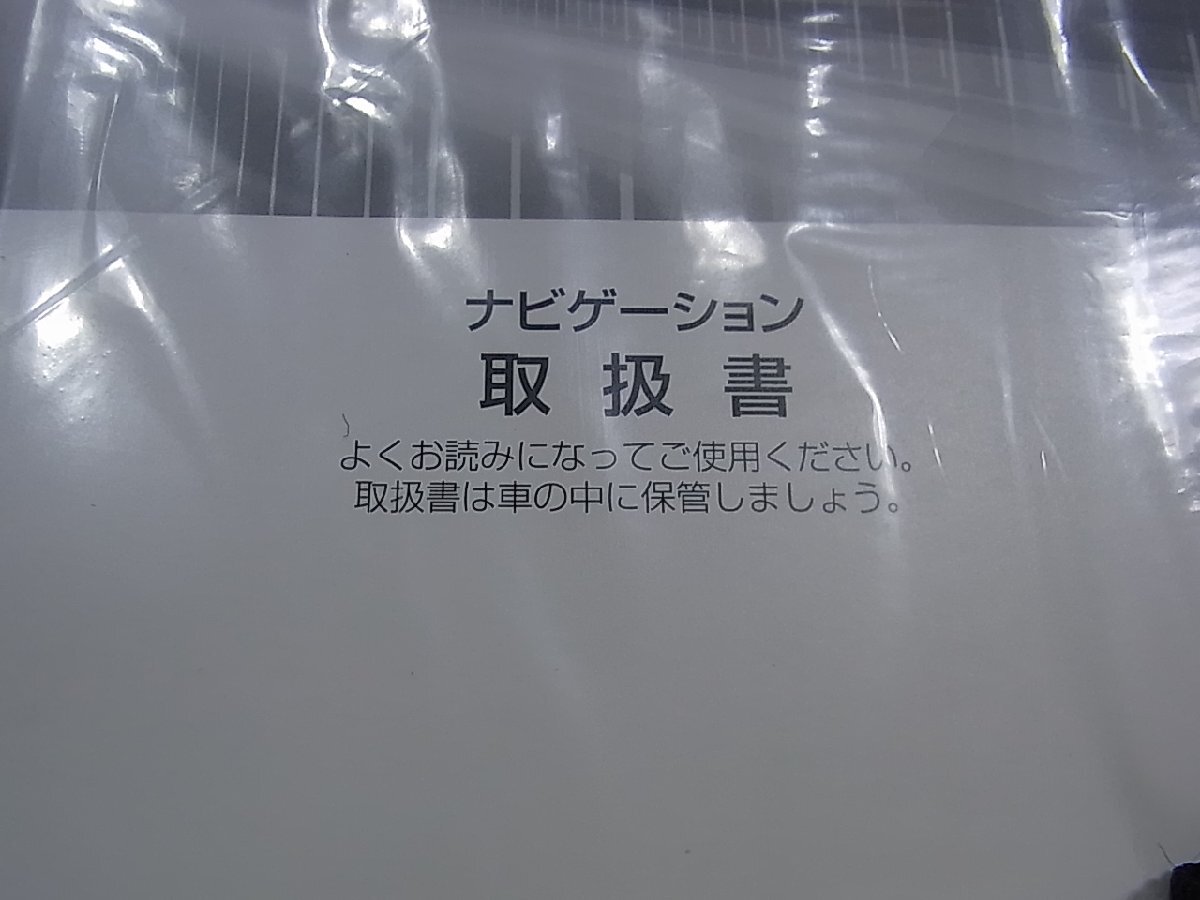 ナビゲーション
取扱書
よくお読みになってご使用ください。
取扱書は車の中に保管しましょう。